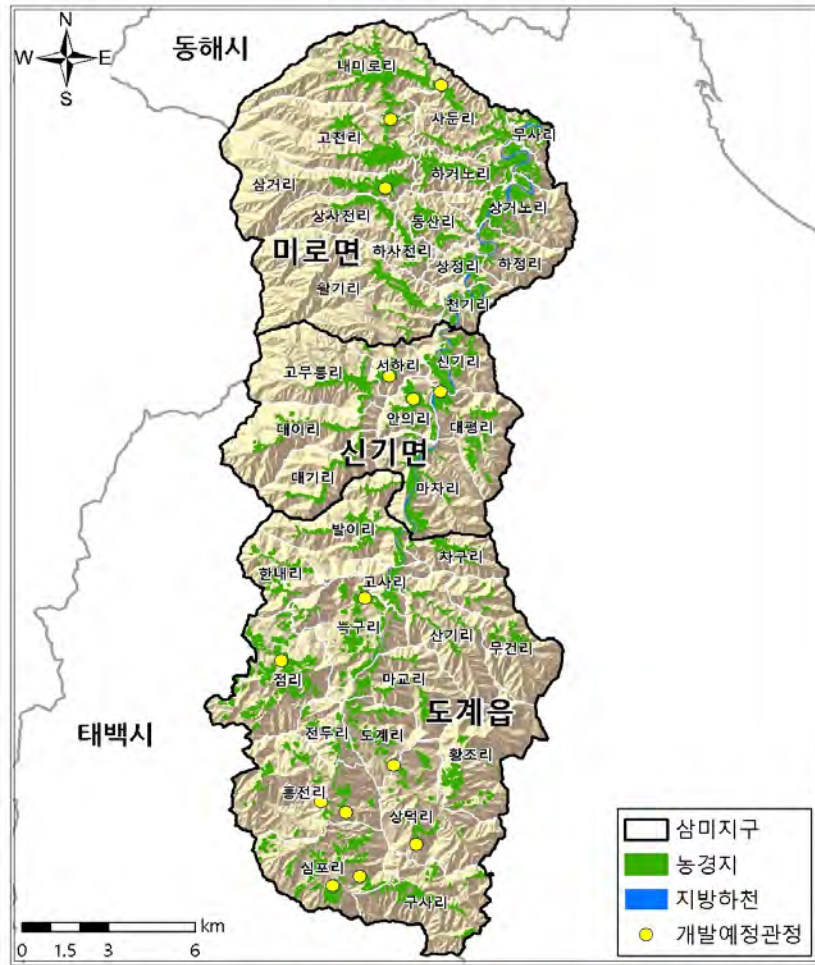 N
동해시
W
E
S
내미로리
사둔리
무사리
고천리
하거노리
삼거리
상거노리
상사전리
동산리
미로면
하사전리
상정리
하정리
활기리
천기리
서하리
신기리
고무릉리
안의리
대평리
대이리
신기면
대기리
마자리
발이리
차구리
한내리
고사리
늑구리
산기리
무건리
점리
마교리
도계읍
태백시
전두리
도계리
황조리
흥전리
상덕리
심포리
구사리
삼미지구
농경지
지방하천
개발예정관정
km
0 1.5 3 6